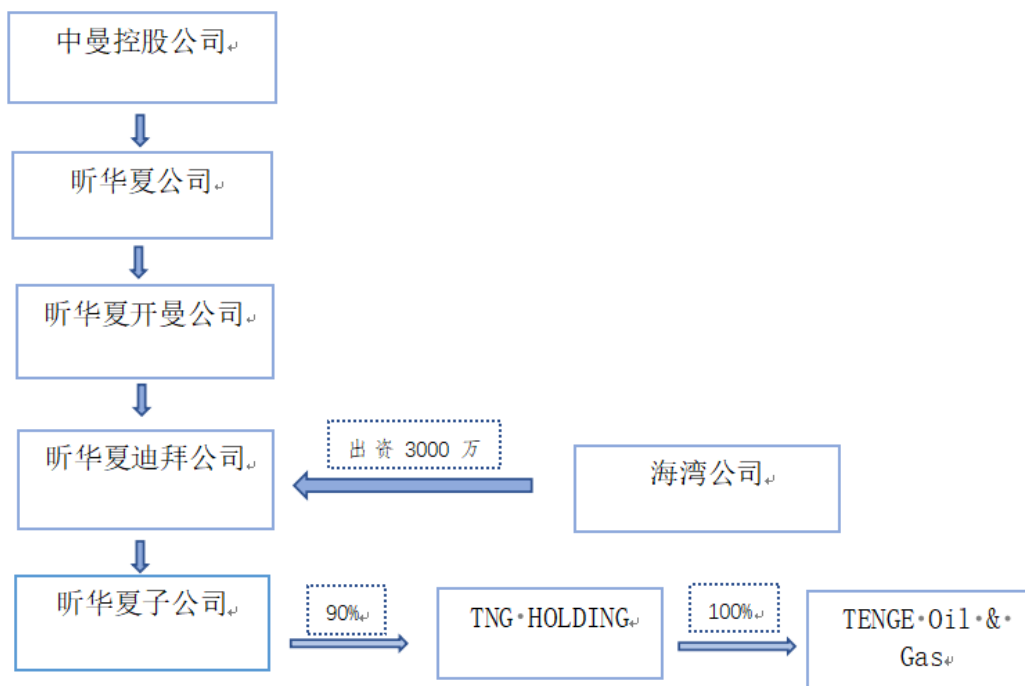 中曼控股公司
昕华夏公司
昕华夏开曼公司
昕华夏迪拜公司
出资 3000 万
海湾公司
昕华夏子公司
90%
TNG HOLDING
100%
TENGE Oil &
Gas